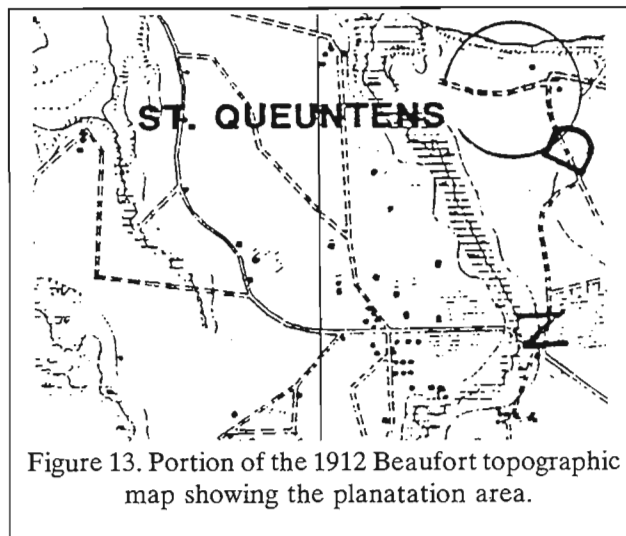 ST. QUEUNTENS
Figure 13. Portion of the 1912 Beaufort topographic
map showing the planatation area.